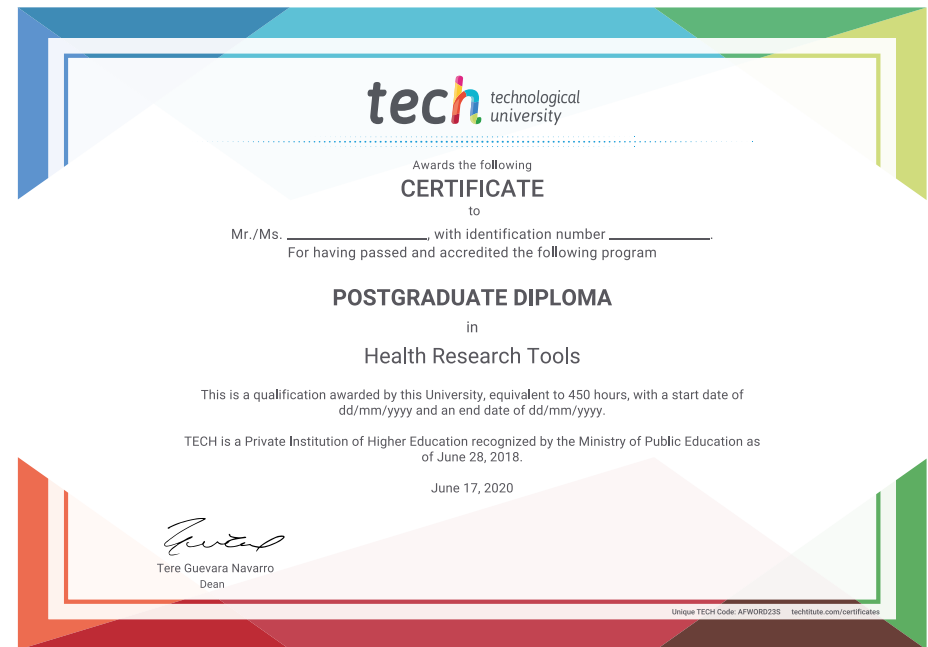 tech technological
university
Awards the following
CERTIFICATE
to
Mr./Ms. ____________________, with identification number ______________.
For having passed and accredited the following program
POSTGRADUATE DIPLOMA
in
Health Research Tools
This is a qualification awarded by this University, equivalent to 450 hours, with a start date of
dd/mm/yyyy and an end date of dd/mm/yyyy.
TECH is a Private Institution of Higher Education recognized by the Ministry of Public Education as
of June 28, 2018.
June 17, 2020
Tere Guevara Navarro
Dean
Unique TECH Code: AFWORD23S techtitute.com/certificates